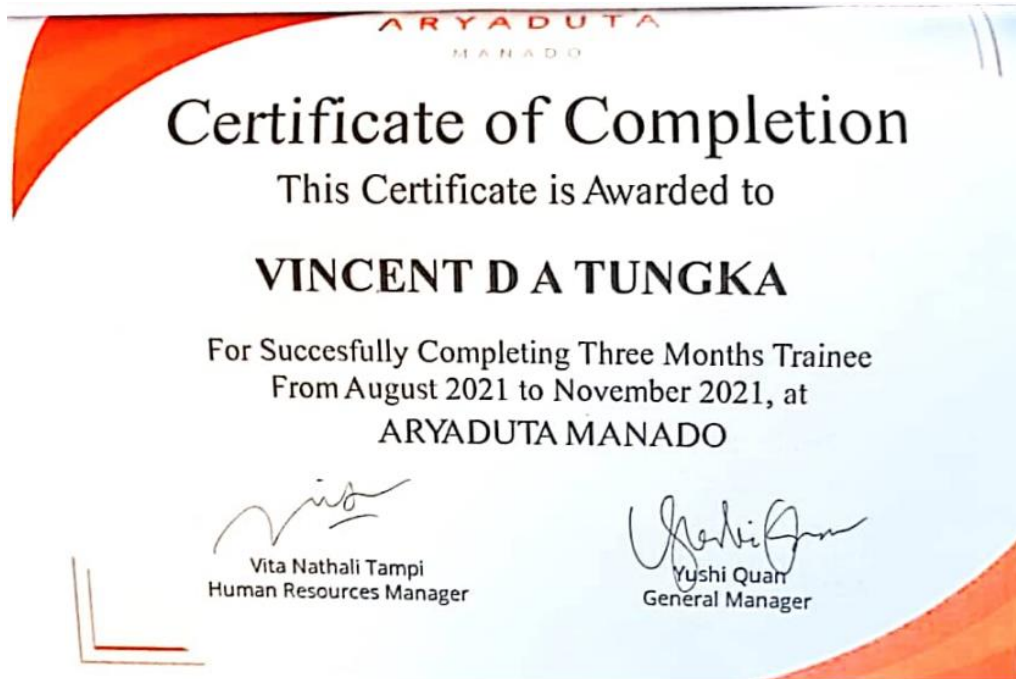 ARYADUTA
MANADO
Certificate of Completion
This Certificate is Awarded to
VINCENT D A TUNGKA
For Succesfully Completing Three Months Trainee
From August 2021 to November 2021, at
ARYADUTA MANADO
Vita Nathali Tampi
Human Resources Manager
Yushi Quan
General Manager